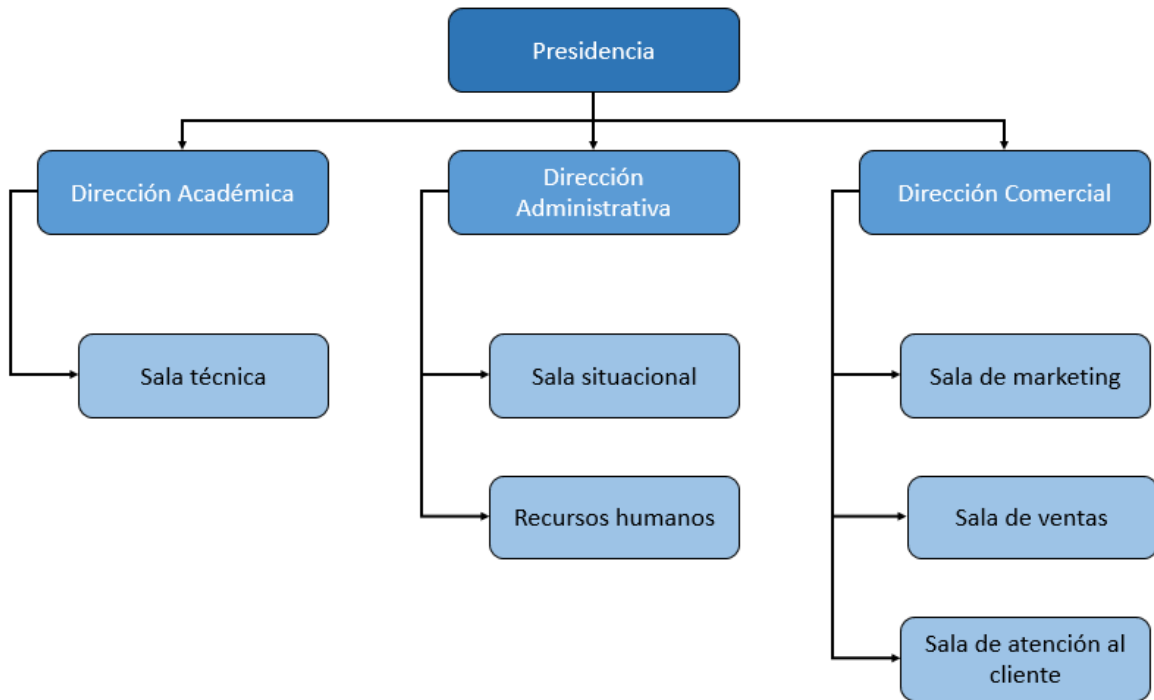 Presidencia
Dirección Académica
Dirección
Administrativa
Dirección Comercial
Sala técnica
Sala situacional
Sala de marketing
Recursos humanos
Sala de ventas
Sala de atención al
cliente